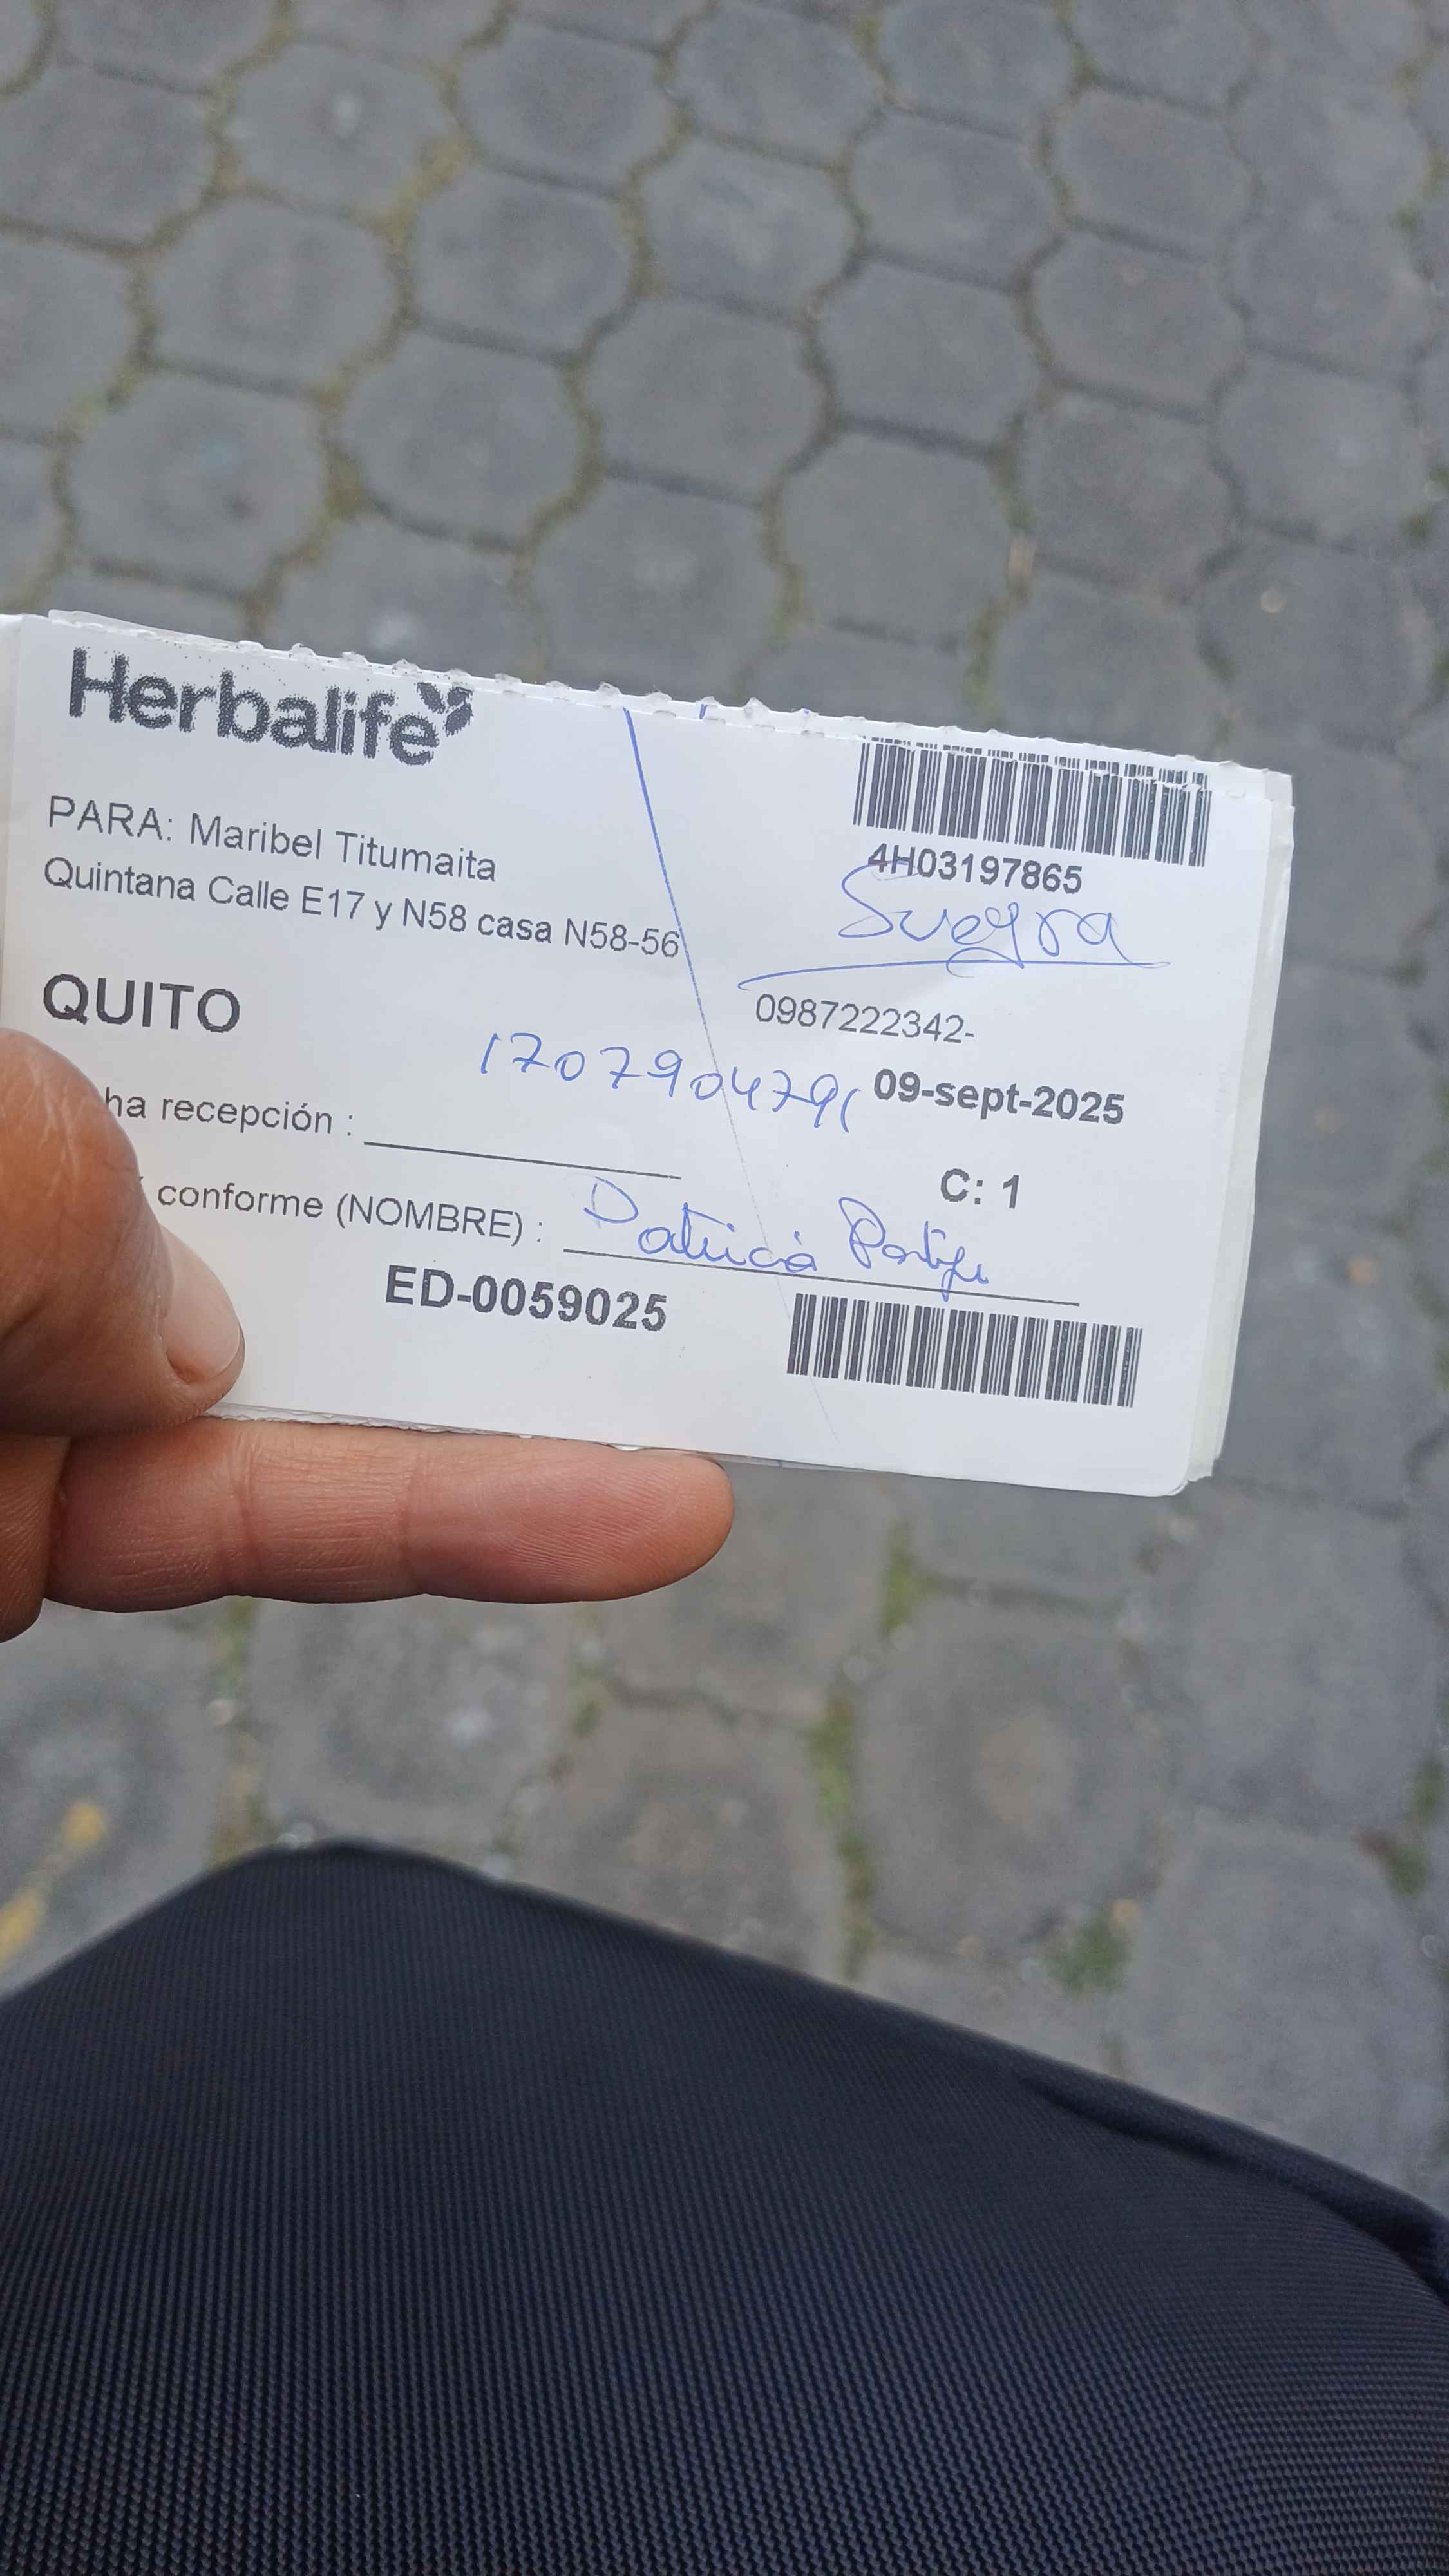 Herbalife
4H03197865
PARA: Maribel Titumaita
Quintana Calle E17 y N58 casa N58-56
Suegra
QUITO
0987222342-
1707904791
09-sept-2025
ha recepción :
C: 1
conforme (NOMBRE) : Patricia
ED-0059025